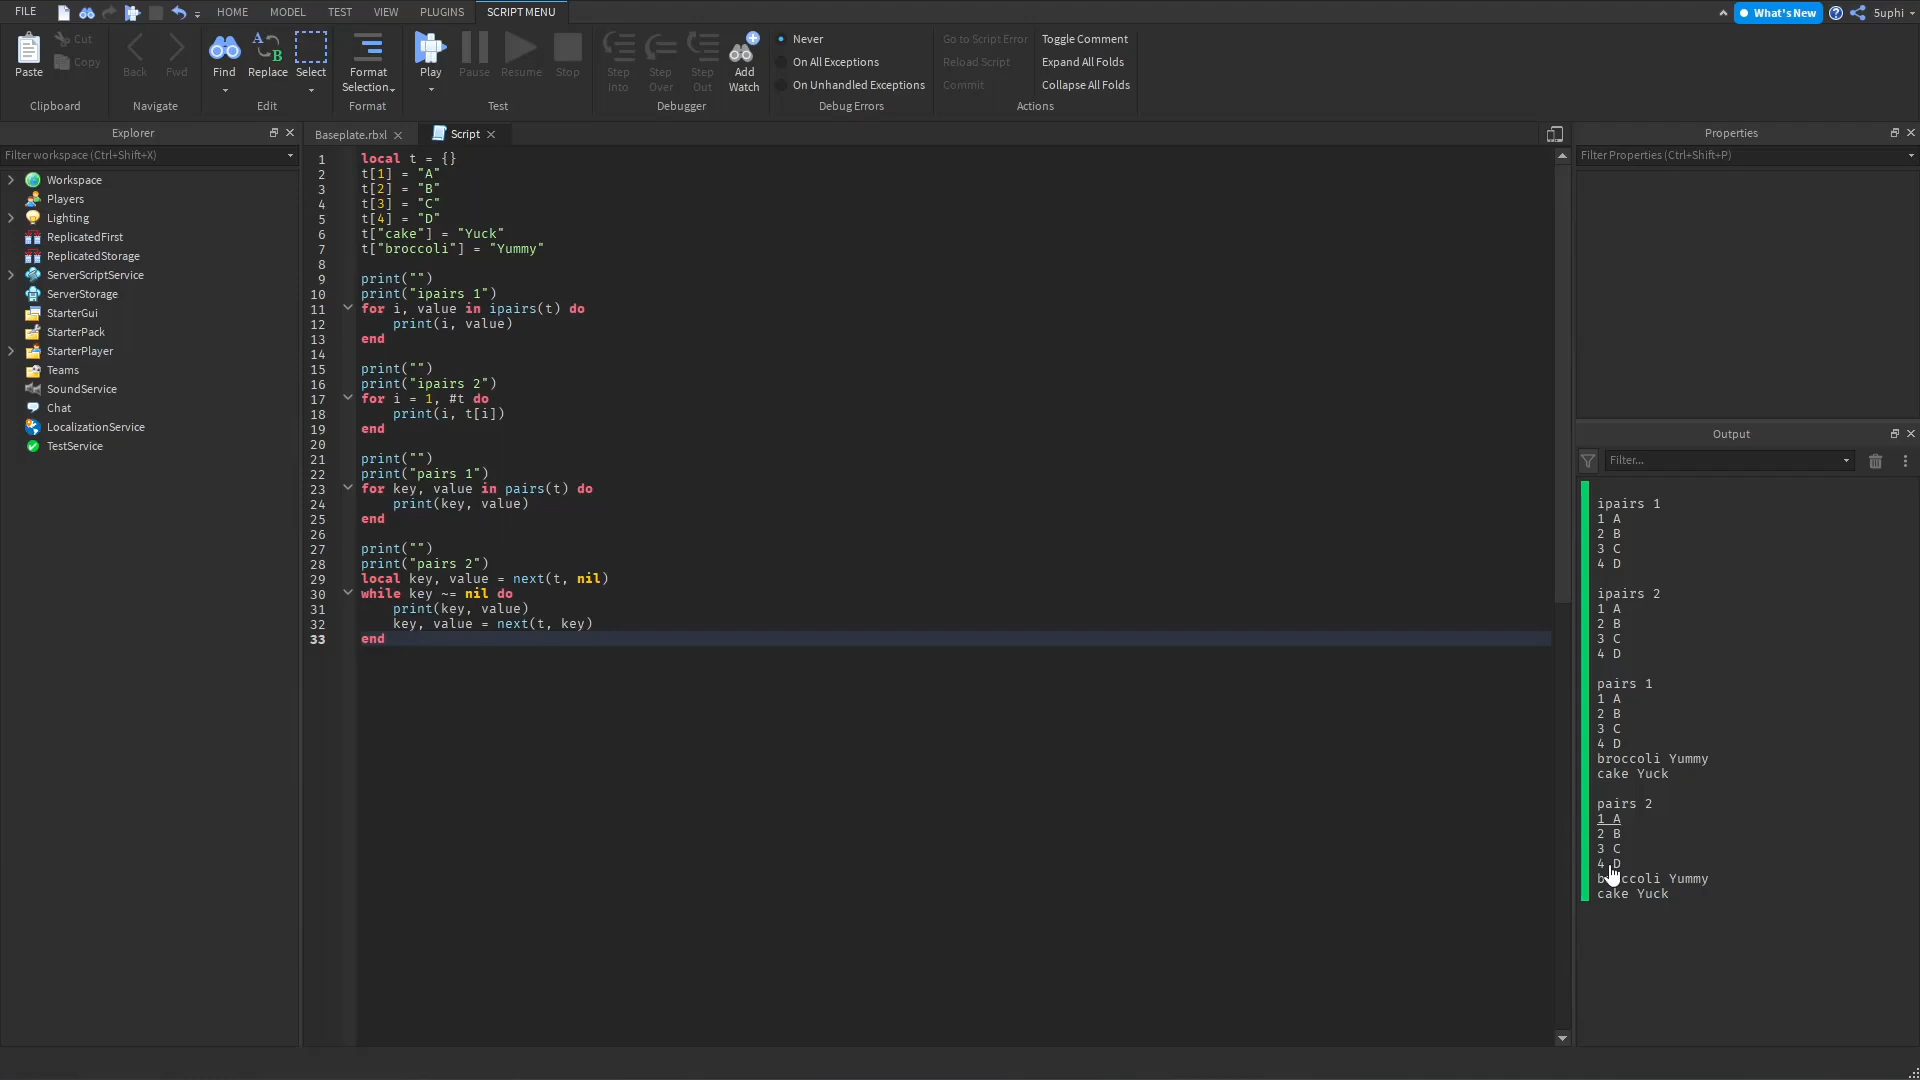 FILE
HOME
MODEL
TEST
VIEW
PLUGINS
SCRIPT MENU
What's New
5uphi
Paste
Cut
Copy
Clipboard
Back
Fwd
Navigate
Find
Replace
Select
Edit
Format
Selection
Format
Play
Pause
Resume
Stop
Test
Step
Into
Step
Over
Step
Out
Add
Watch
Debugger
Never
On All Exceptions
On Unhandled Exceptions
Debug Errors
Go to Script Error
Reload Script
Commit
Toggle Comment
Expand All Folds
Collapse All Folds
Actions
Explorer
Filter workspace (Ctrl+Shift+X)
Workspace
Players
Lighting
ReplicatedFirst
ReplicatedStorage
ServerScriptService
ServerStorage
StarterGui
StarterPack
StarterPlayer
Teams
SoundService
Chat
LocalizationService
TestService
Baseplate.rbxl
Script
1 local t = {}
2 t[1] = "A"
3 t[2] = "B"
4 t[3] = "C"
5 t[4] = "D"
6 t["cake"] = "Yuck"
7 t["broccoli"] = "Yummy"
8
9 print("")
10 print("ipairs 1")
11 for i, value in ipairs(t) do
12 print(i, value)
13 end
14
15 print("")
16 print("ipairs 2")
17 for i = 1, #t do
18 print(i, t[i])
19 end
20
21 print("")
22 print("pairs 1")
23 for key, value in pairs(t) do
24 print(key, value)
25 end
26
27 print("")
28 print("pairs 2")
29 local key, value = next(t, nil)
30 while key ~= nil do
31 print(key, value)
32 key, value = next(t, key)
33 end
Properties
Filter Properties (Ctrl+Shift+P)
Output
Filter...
ipairs 1
1 A
2 B
3 C
4 D
ipairs 2
1 A
2 B
3 C
4 D
pairs 1
1 A
2 B
3 C
4 D
broccoli Yummy
cake Yuck
pairs 2
1 A
2 B
3 C
4 D
broccoli Yummy
cake Yuck